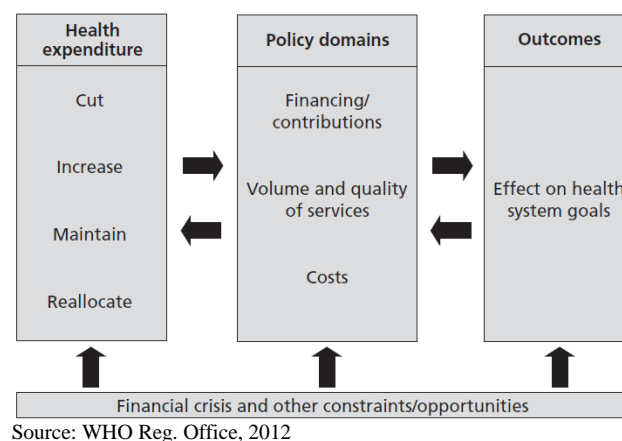 Health
expenditure
Cut
Increase
Maintain
Reallocate
Policy domains
Financing/
contributions
Volume and quality
of services
Costs
Outcomes
Effect on health
system goals
Financial crisis and other constraints/opportunities
Source: WHO Reg. Office, 2012